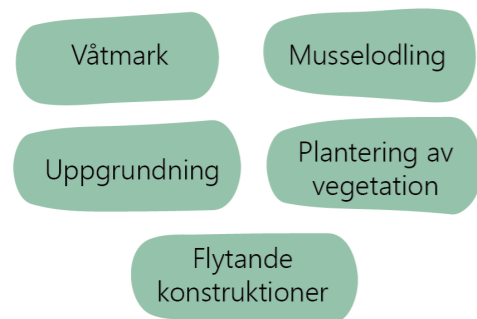 Våtmark
Musselodling
Uppgrundning
Plantering av
vegetation
Flytande
konstruktioner